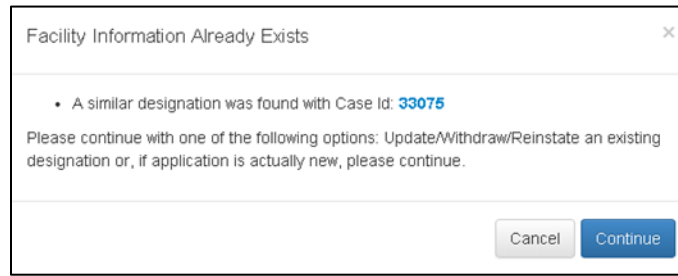 Facility Information Already Exists ×
• A similar designation was found with Case Id: 33075
Please continue with one of the following options: Update/Withdraw/Reinstate an existing
designation or, if application is actually new, please continue.
Cancel Continue